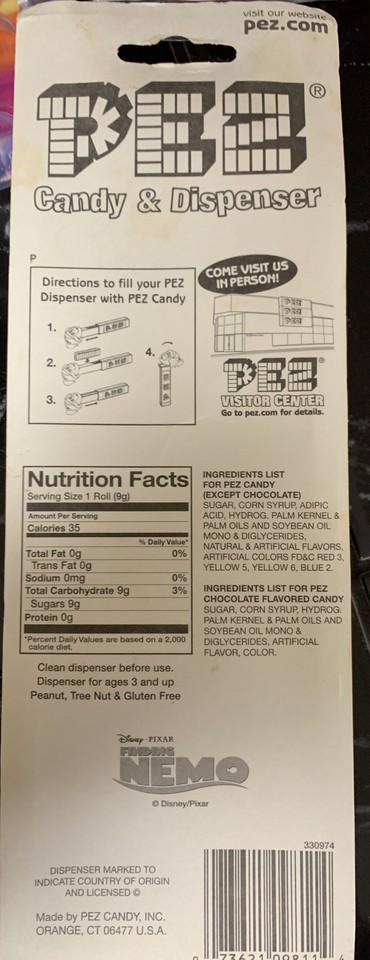 visit our website
pez.com
PEZ®
Candy & Dispenser
P
Directions to fill your PEZ
Dispenser with PEZ Candy
1.
2.
3.
4.
COME VISIT US
IN PERSON!
PEZ
PEZ
PEZ
PEZ®
VISITOR CENTER
Go to pez.com for details.
Nutrition Facts
Serving Size 1 Roll (9g)
Amount Per Serving
Calories 35
% Daily Value*
Total Fat 0g 0%
Trans Fat 0g
Sodium 0mg 0%
Total Carbohydrate 9g 3%
Sugars 9g
Protein 0g
*Percent Daily Values are based on a 2,000
calorie diet.
INGREDIENTS LIST
FOR PEZ CANDY
(EXCEPT CHOCOLATE)
SUGAR, CORN SYRUP, ADIPIC
ACID, HYDROG. PALM KERNEL &
PALM OILS AND SOYBEAN OIL
MONO & DIGLYCERIDES,
NATURAL & ARTIFICIAL FLAVORS,
ARTIFICIAL COLORS FD&C RED 3,
YELLOW 5, YELLOW 6, BLUE 2.
INGREDIENTS LIST FOR PEZ
CHOCOLATE FLAVORED CANDY
SUGAR, CORN SYRUP, HYDROG.
PALM KERNEL & PALM OILS AND
SOYBEAN OIL MONO &
DIGLYCERIDES, ARTIFICIAL
FLAVOR, COLOR.
Clean dispenser before use.
Dispenser for ages 3 and up
Peanut, Tree Nut & Gluten Free
Disney · PIXAR
FINDING
NEMO
© Disney/Pixar
DISPENSER MARKED TO
INDICATE COUNTRY OF ORIGIN
AND LICENSED ©
Made by PEZ CANDY, INC.
ORANGE, CT 06477 U.S.A.
330974
0 73621 09811 4